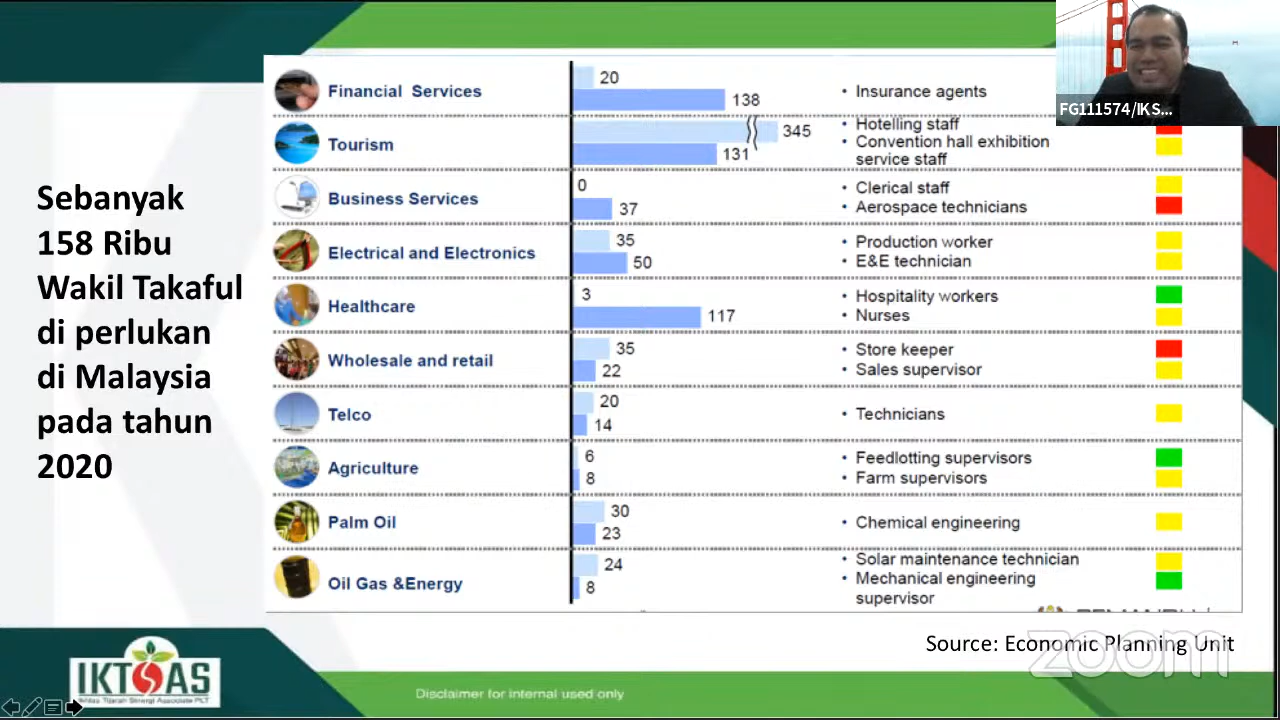 FG111574/IKS...
Sebanyak
158 Ribu
Wakil Takaful
di perlukan
di Malaysia
pada tahun
2020
Financial Services
20
138
• Insurance agents
Tourism
345
131
• Hotelling staff
• Convention hall exhibition
service staff
Business Services
0
37
• Clerical staff
• Aerospace technicians
Electrical and Electronics
35
50
• Production worker
• E&E technician
Healthcare
3
117
• Hospitality workers
• Nurses
Wholesale and retail
35
22
• Store keeper
• Sales supervisor
Telco
20
14
• Technicians
Agriculture
6
8
• Feedlotting supervisors
• Farm supervisors
Palm Oil
30
23
• Chemical engineering
Oil Gas &Energy
24
8
• Solar maintenance technician
• Mechanical engineering
supervisor
Source: Economic Planning Unit
zoom
IKTSAS
Disclaimer for internal used only